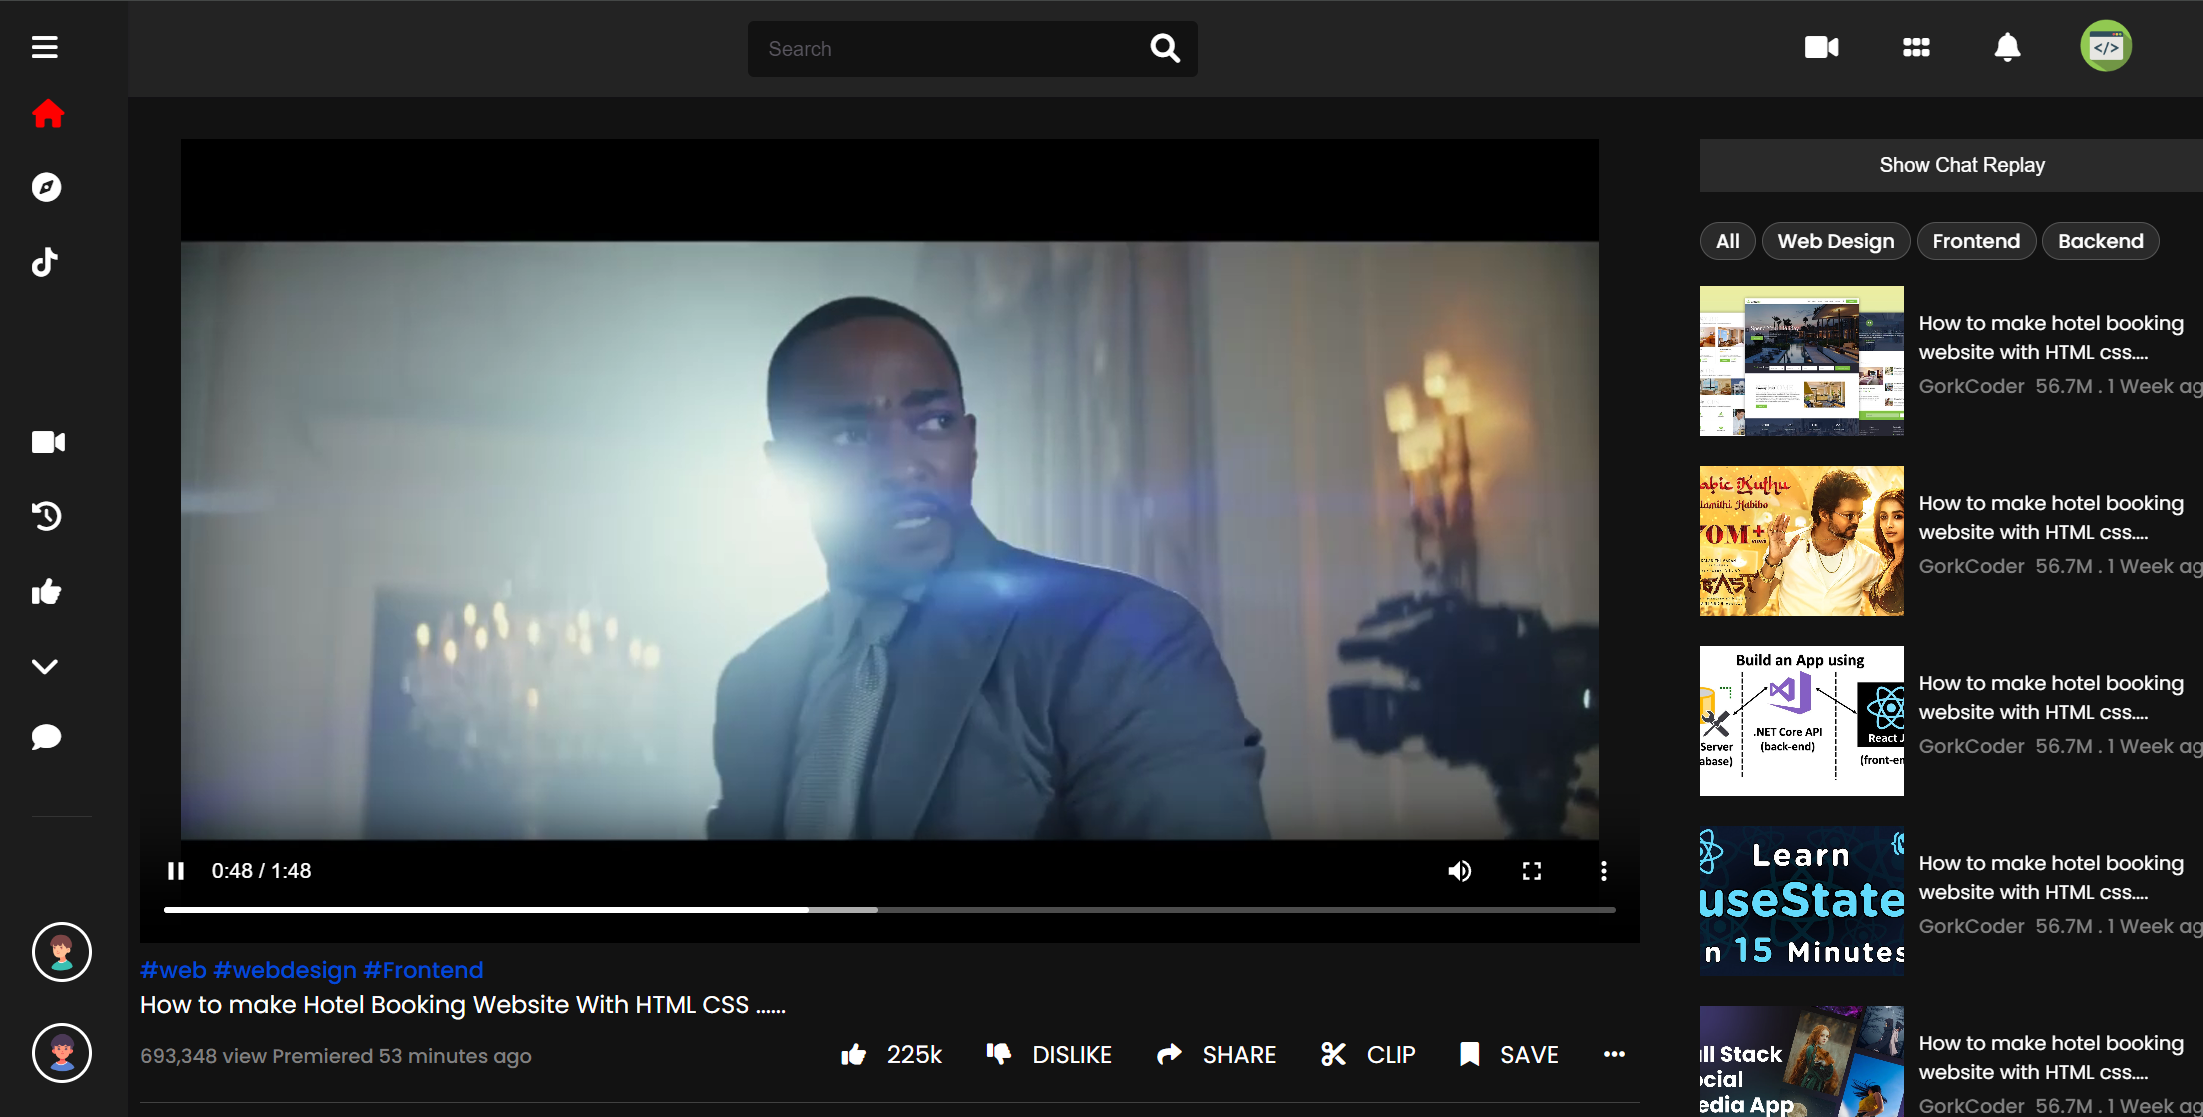 Search
</>
Show Chat Replay
All Web Design Frontend Backend
How to make hotel booking
website with HTML css....
GorkCoder 56.7M . 1 Week ag
abic Kuthu
lamithi Habibo
70M+
How to make hotel booking
website with HTML css....
GorkCoder 56.7M . 1 Week ag
Build an App using
.NET Core API
(back-end)
Server
abase)
React J
(front-en
How to make hotel booking
website with HTML css....
GorkCoder 56.7M . 1 Week ag
Learn
useState
n 15 Minutes
How to make hotel booking
website with HTML css....
GorkCoder 56.7M . 1 Week ag
ll Stack
ocial
edia App
How to make hotel booking
website with HTML css....
GorkCoder 56.7M . 1 Week ag
0:48 / 1:48
#web #webdesign #Frontend
How to make Hotel Booking Website With HTML CSS ......
693,348 view Premiered 53 minutes ago
225k DISLIKE SHARE CLIP SAVE